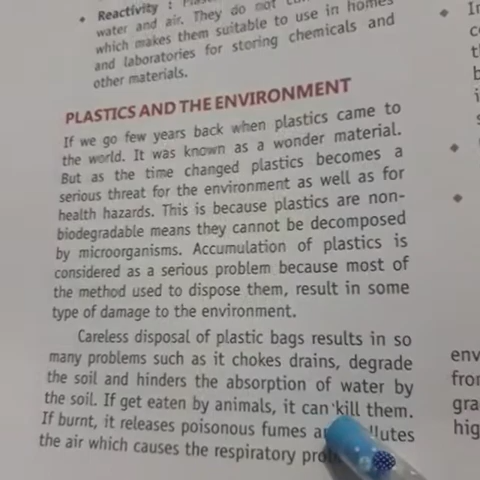 • Reactivity :
water and air. They do not
which makes them suitable to use in homes
and laboratories for storing chemicals and
other materials.
PLASTICS AND THE ENVIRONMENT
If we go few years back when plastics came to
the world. It was known as a wonder material.
But as the time changed plastics becomes a
serious threat for the environment as well as for
health hazards. This is because plastics are non-
biodegradable means they cannot be decomposed
by microorganisms. Accumulation of plastics is
considered as a serious problem because most of
the method used to dispose them, result in some
type of damage to the environment.
Careless disposal of plastic bags results in so
many problems such as it chokes drains, degrade
the soil and hinders the absorption of water by
the soil. If get eaten by animals, it can kill them.
If burnt, it releases poisonous fumes
the air which causes the respiratory
env
fro
gra
hig